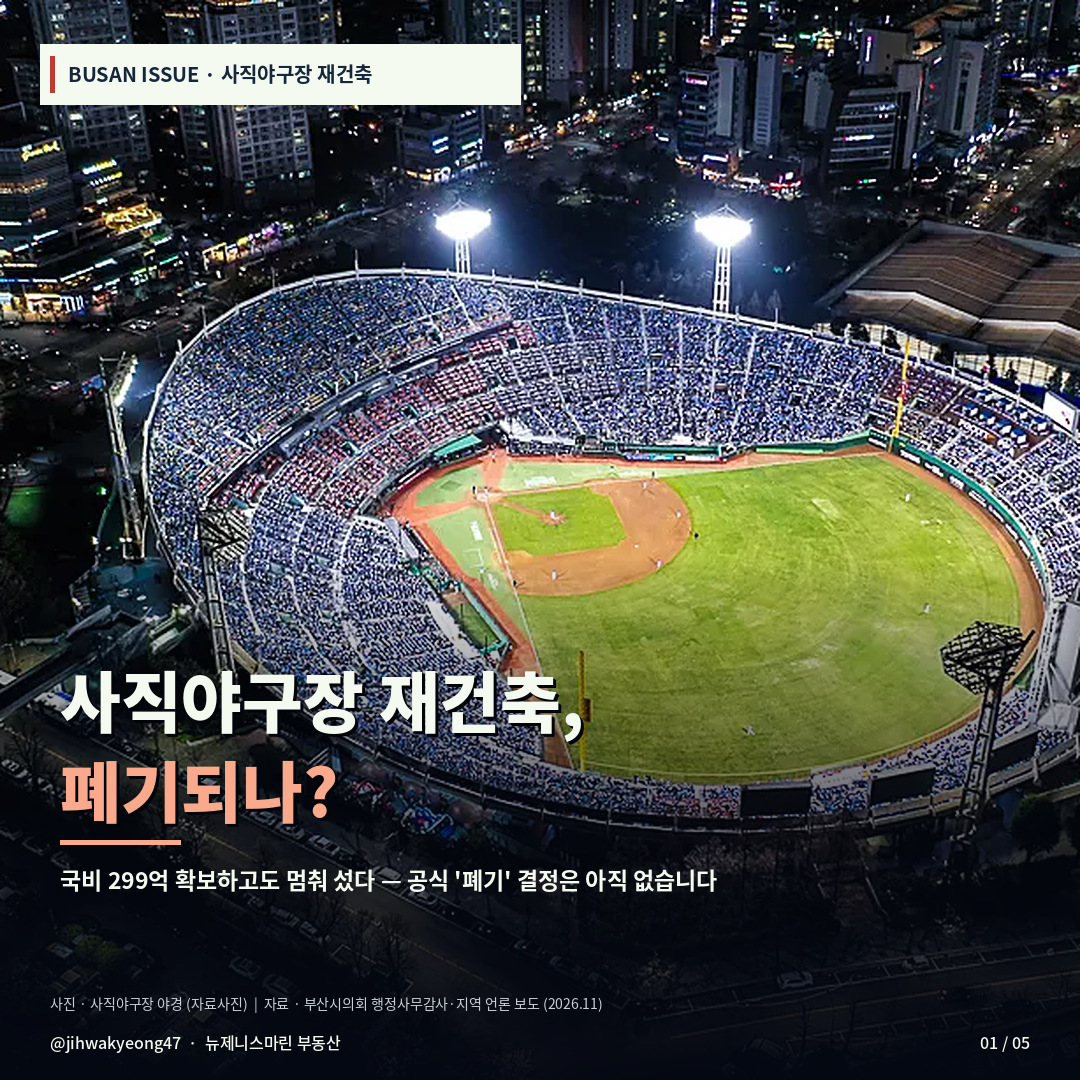 BUSAN ISSUE · 사직야구장 재건축
사직야구장 재건축,
폐기되나?
국비 299억 확보하고도 멈춰 섰다 — 공식 '폐기' 결정은 아직 없습니다
사진 · 사직야구장 야경 (자료사진) | 자료 · 부산시의회 행정사무감사·지역 언론 보도 (2026.11)
@jihwakyeong47 · 뉴제니스마린 부동산
01 / 05